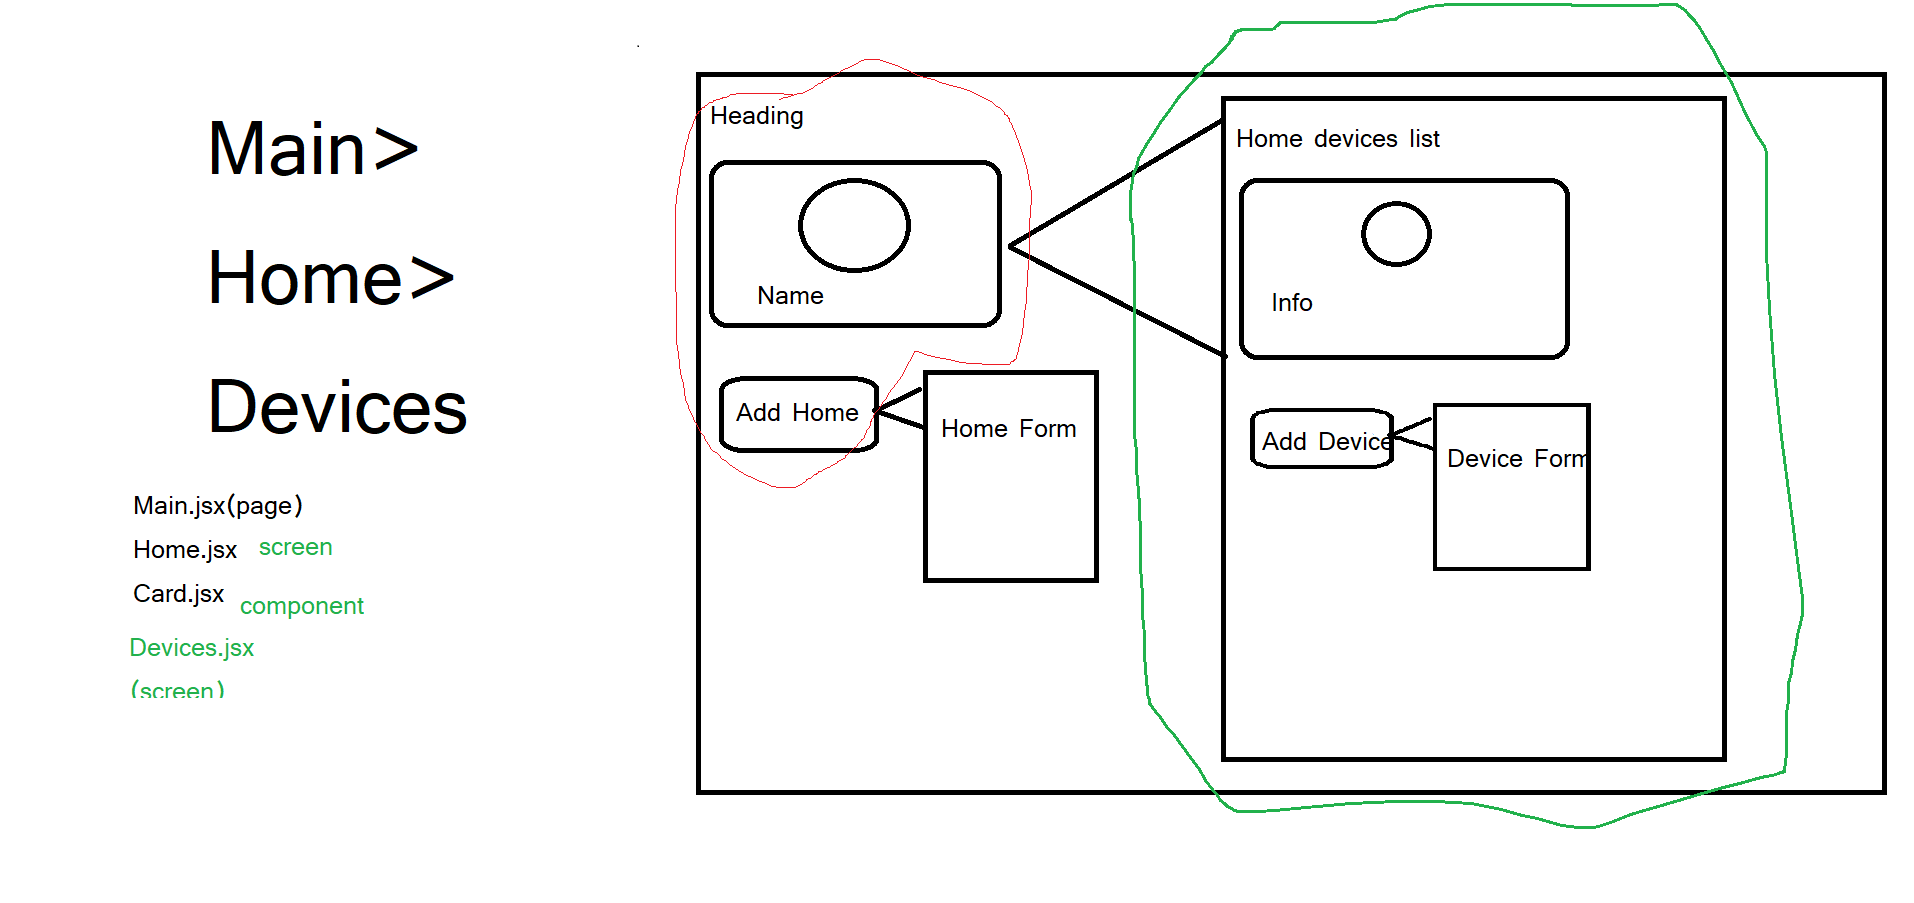 Main>
Home>
Devices
Main.jsx(page)
Home.jsx screen
Card.jsx component
Devices.jsx
(screen)
Heading
Name
Add Home
Home Form
Home devices list
Info
Add Device
Device Form